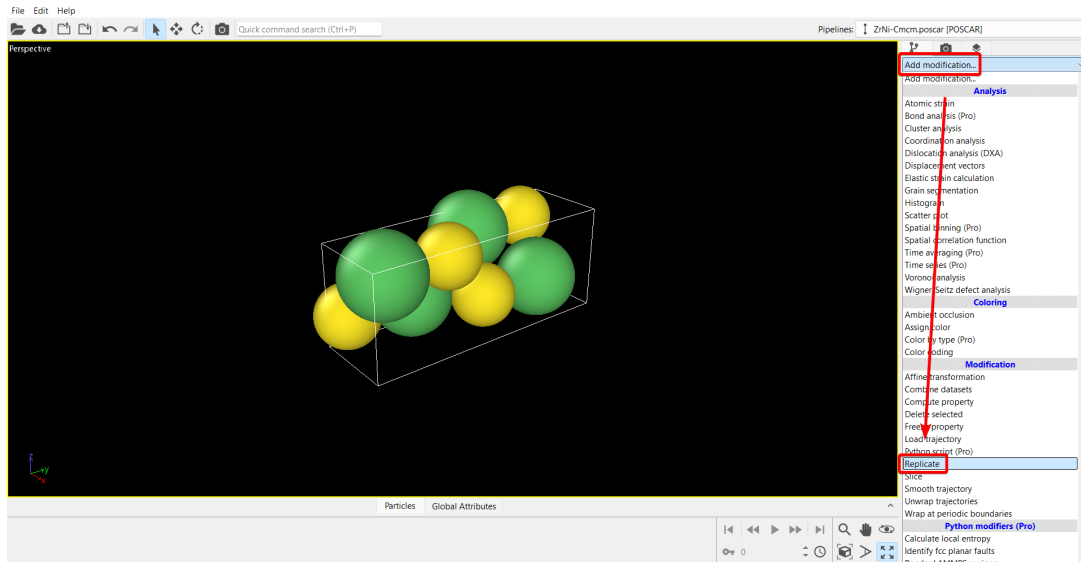 File Edit Help
Quick command search (Ctrl+P)
Pipelines: ZrNi-Cmcm.poscar [POSCAR]
Perspective
Add modification...
Add modification...
Analysis
Atomic strain
Bond analysis (Pro)
Cluster analysis
Coordination analysis
Dislocation analysis (DXA)
Displacement vectors
Elastic strain calculation
Grain segmentation
Histogram
Scatter plot
Spatial binning (Pro)
Spatial correlation function
Time averaging (Pro)
Time series (Pro)
Voronoi analysis
Wigner-Seitz defect analysis
Coloring
Ambient occlusion
Assign color
Color by type (Pro)
Color coding
Modification
Affine transformation
Combine datasets
Compute property
Delete selected
Freeze property
Load trajectory
Python script (Pro)
Replicate
Slice
Smooth trajectory
Unwrap trajectories
Wrap at periodic boundaries
Python modifiers (Pro)
Calculate local entropy
Identify fcc planar faults
z
y
x
Particles Global Attributes
0